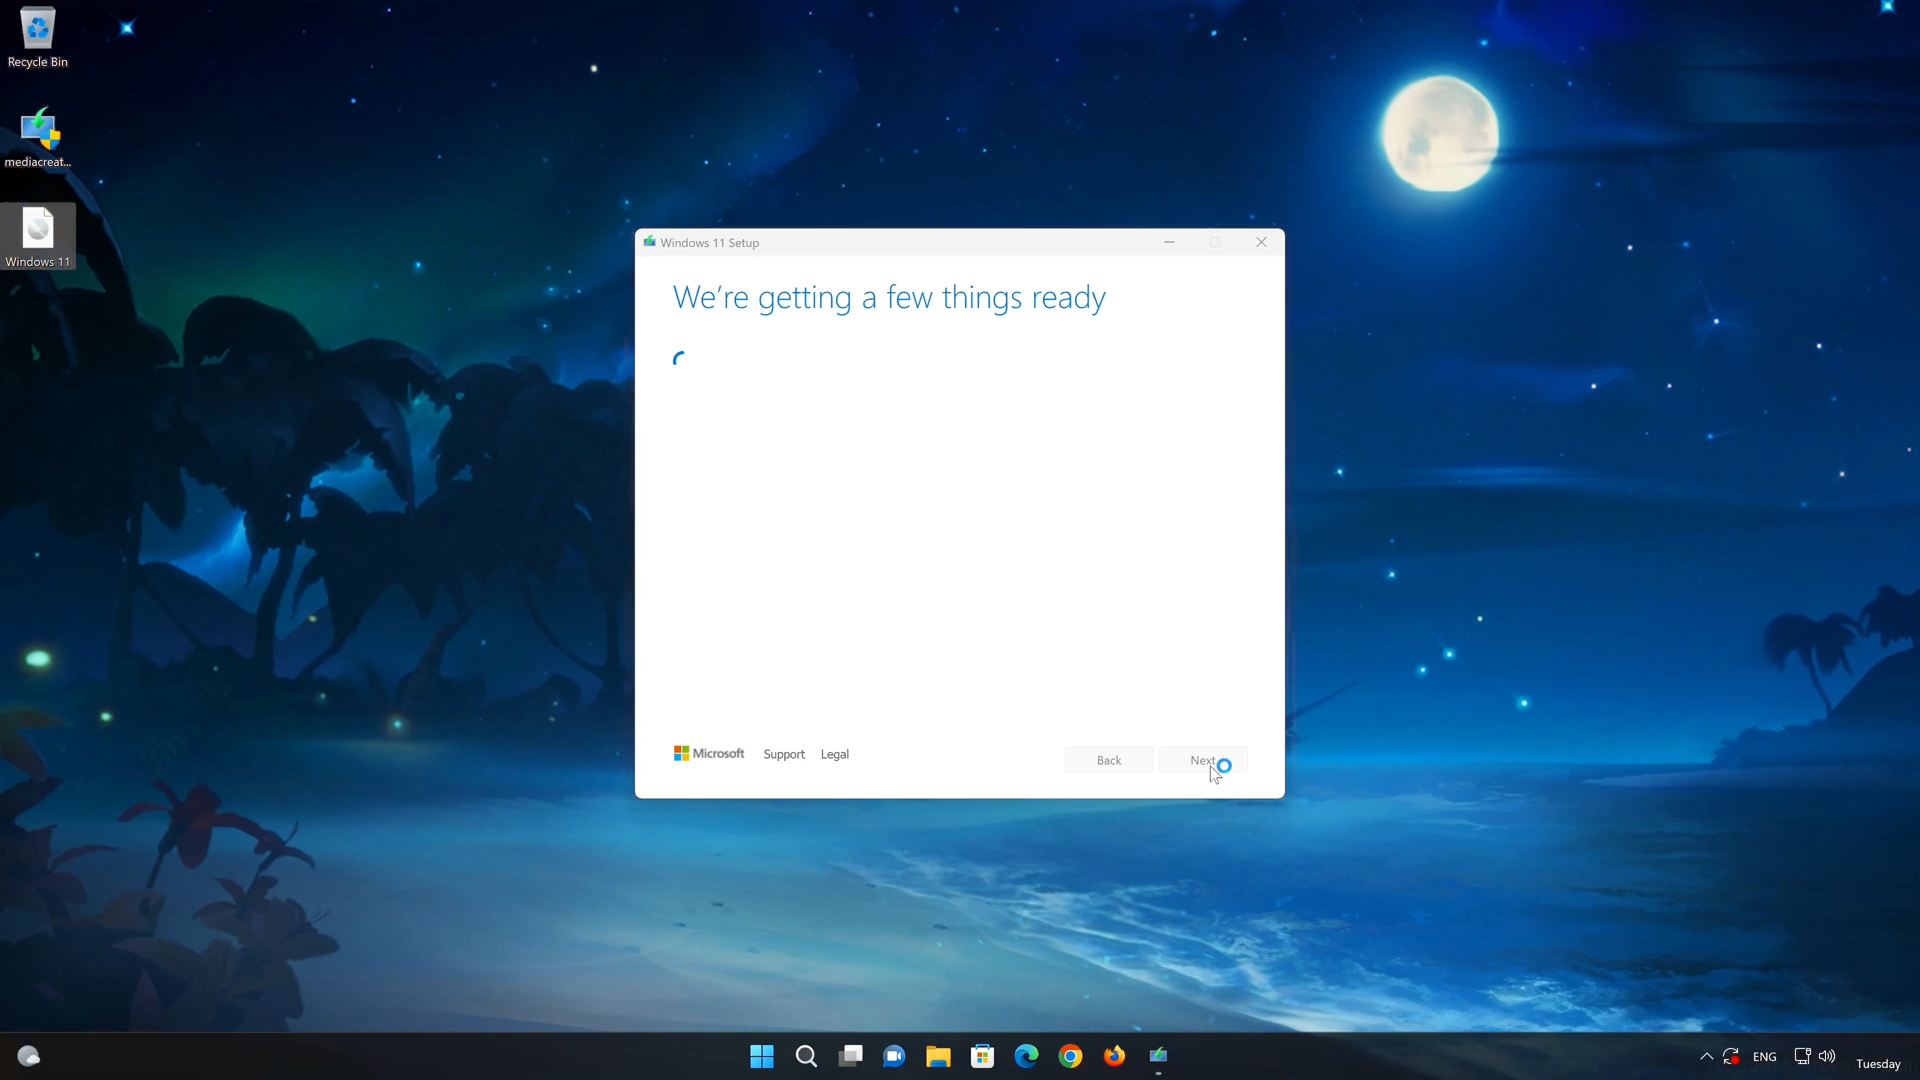 Recycle Bin
mediacreat...
Windows 11
Windows 11 Setup
We're getting a few things ready
Microsoft
Support
Legal
Back
Next
ENG
Tuesday